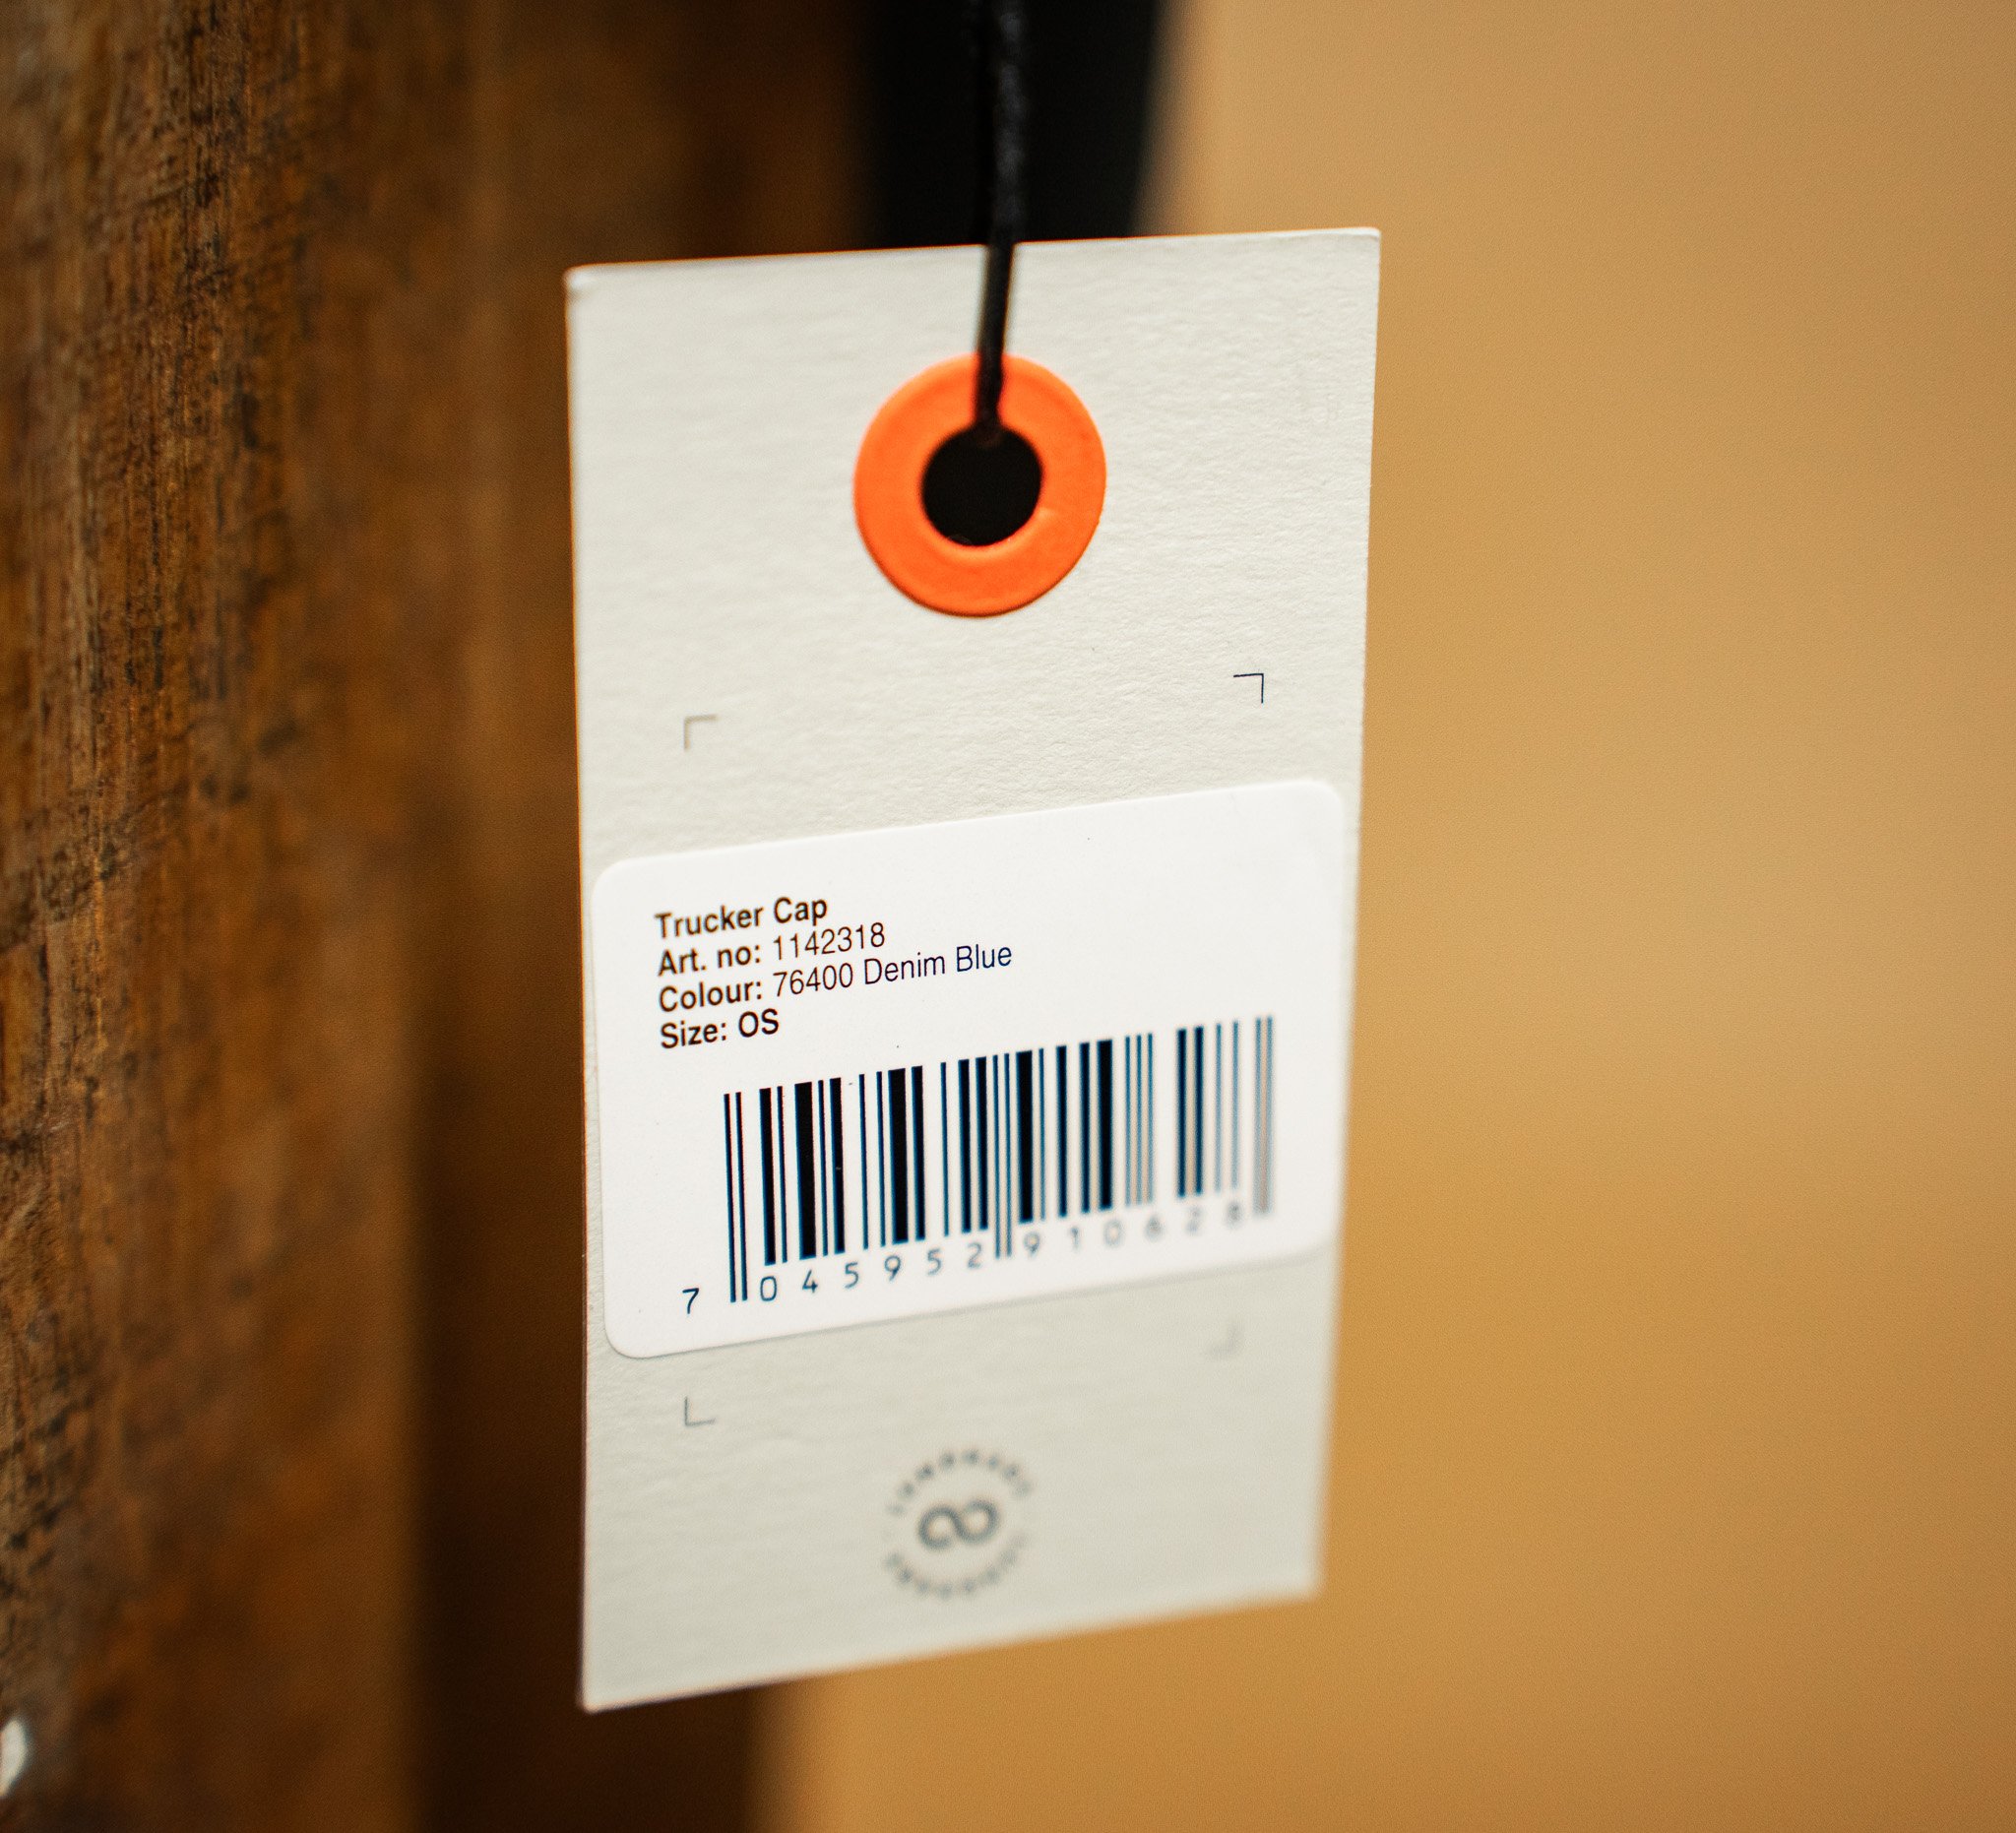 Trucker Cap
Art. no: 1142318
Colour: 76400 Denim Blue
Size: OS
7 045952 910628